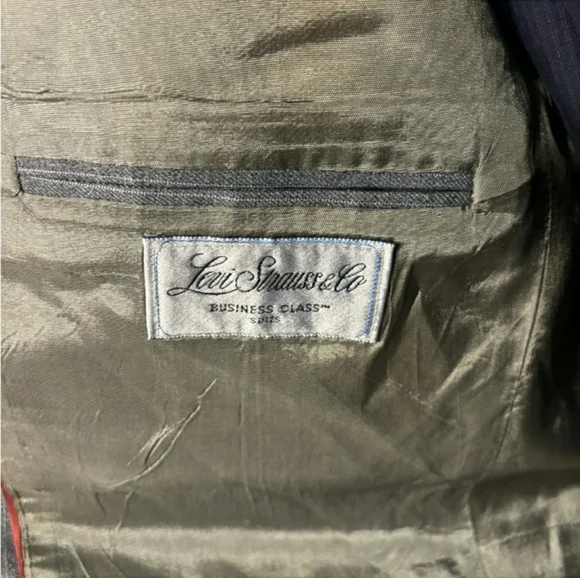 Levi Strauss & Co
BUSINESS CLASS™
SUITS